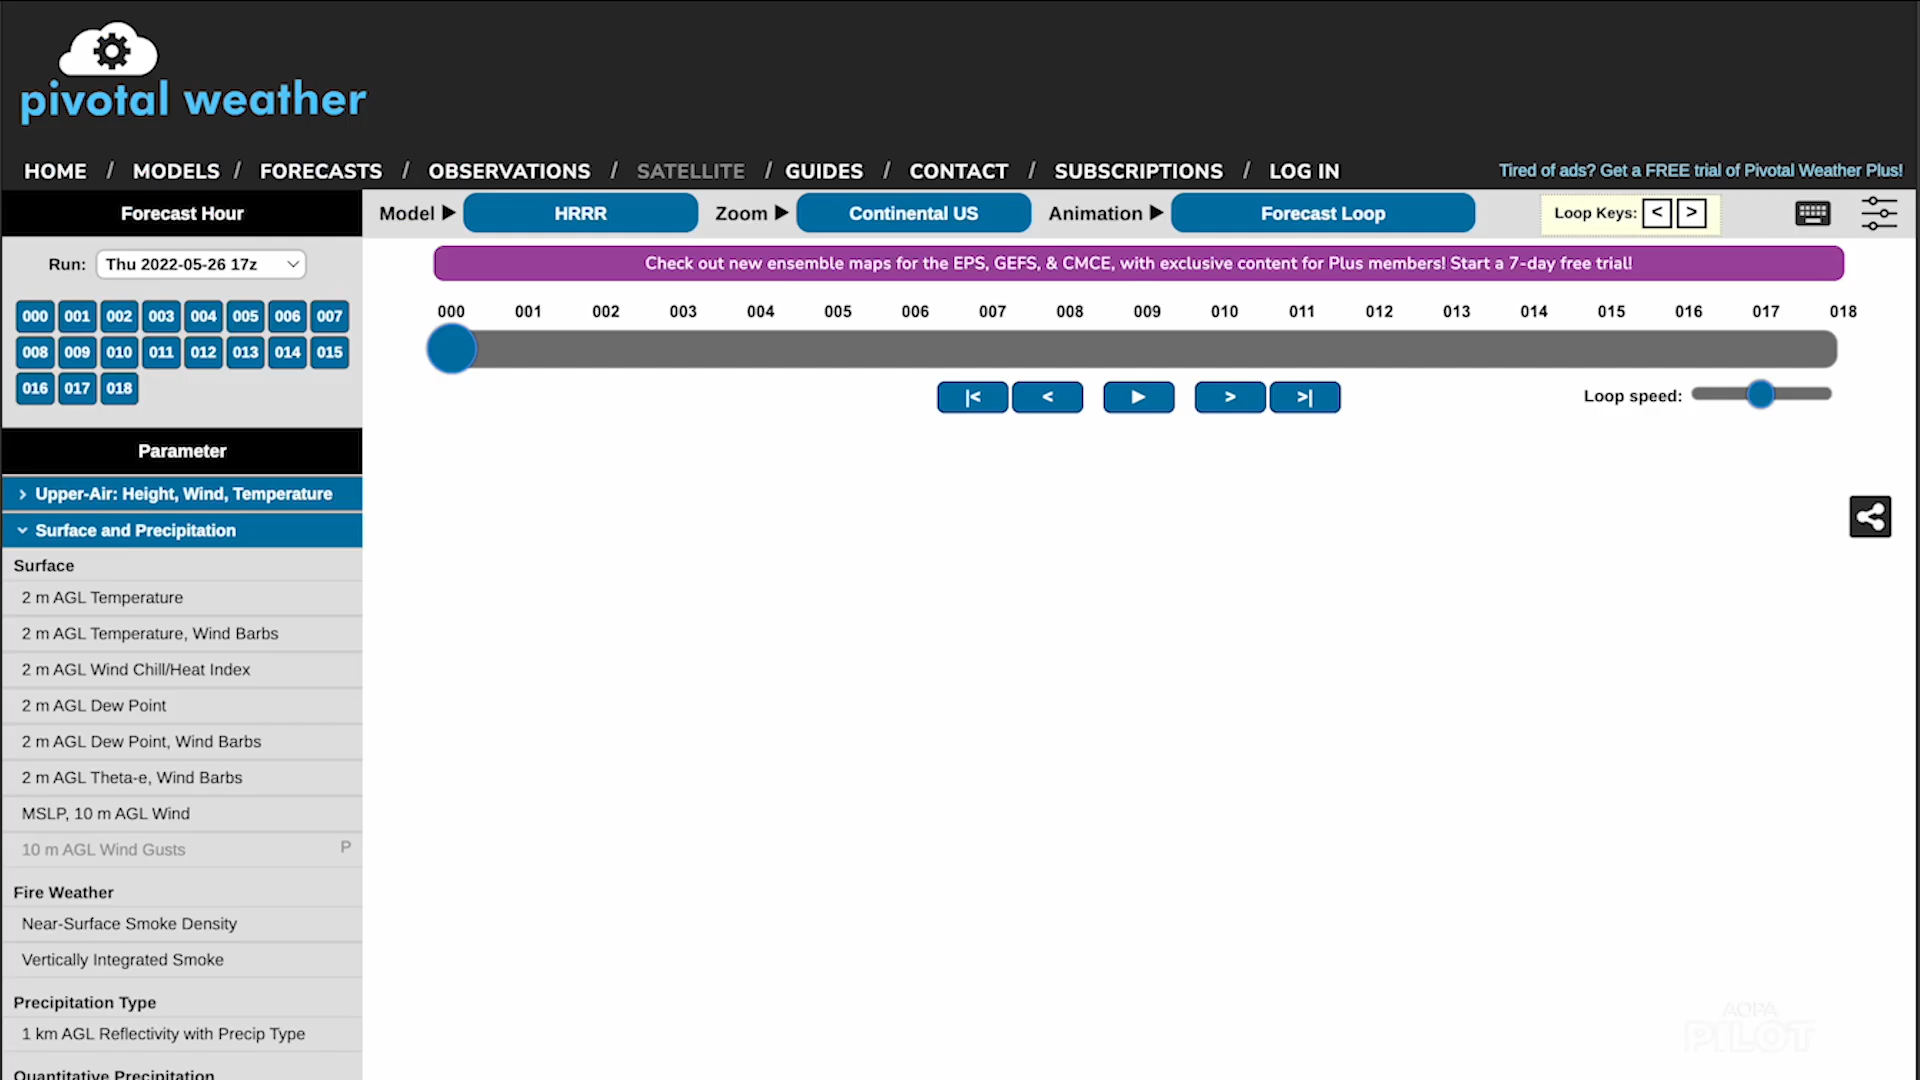 pivotal weather
HOME / MODELS / FORECASTS / OBSERVATIONS / SATELLITE / GUIDES / CONTACT / SUBSCRIPTIONS / LOG IN
Tired of ads? Get a FREE trial of Pivotal Weather Plus!
Forecast Hour
Model HRRR Zoom Continental US Animation Forecast Loop Loop Keys: < >
Run: Thu 2022-05-26 17z
Check out new ensemble maps for the EPS, GEFS, & CMCE, with exclusive content for Plus members! Start a 7-day free trial!
000 001 002 003 004 005 006 007
008 009 010 011 012 013 014 015
016 017 018
000 001 002 003 004 005 006 007 008 009 010 011 012 013 014 015 016 017 018
|< < > >|
Loop speed:
Parameter
Upper-Air: Height, Wind, Temperature
Surface and Precipitation
Surface
2 m AGL Temperature
2 m AGL Temperature, Wind Barbs
2 m AGL Wind Chill/Heat Index
2 m AGL Dew Point
2 m AGL Dew Point, Wind Barbs
2 m AGL Theta-e, Wind Barbs
MSLP, 10 m AGL Wind
10 m AGL Wind Gusts P
Fire Weather
Near-Surface Smoke Density
Vertically Integrated Smoke
Precipitation Type
1 km AGL Reflectivity with Precip Type
Quantitative Precipitation
AOPA
PILOT